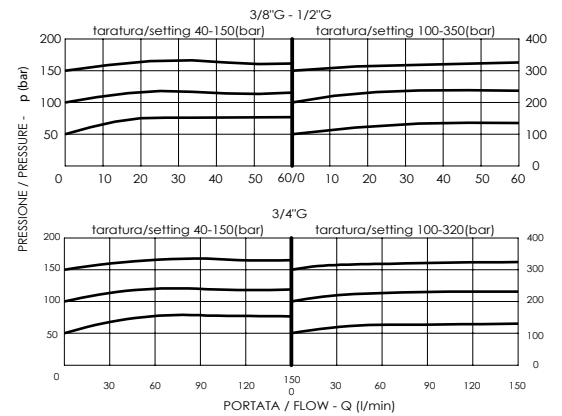 3/8"G - 1/2"G
taratura/setting 40-150(bar) taratura/setting 100-350(bar)
200 400
150 300
100 200
50 100
0
0 10 20 30 40 50 60/0 10 20 30 40 50 60
PRESSIONE / PRESSURE - p (bar)
3/4"G
taratura/setting 40-150(bar) taratura/setting 100-320(bar)
200 400
150 300
100 200
50 100
0 0
30 60 90 120 150 0 30 60 90 120 150
PORTATA / FLOW - Q (l/min)